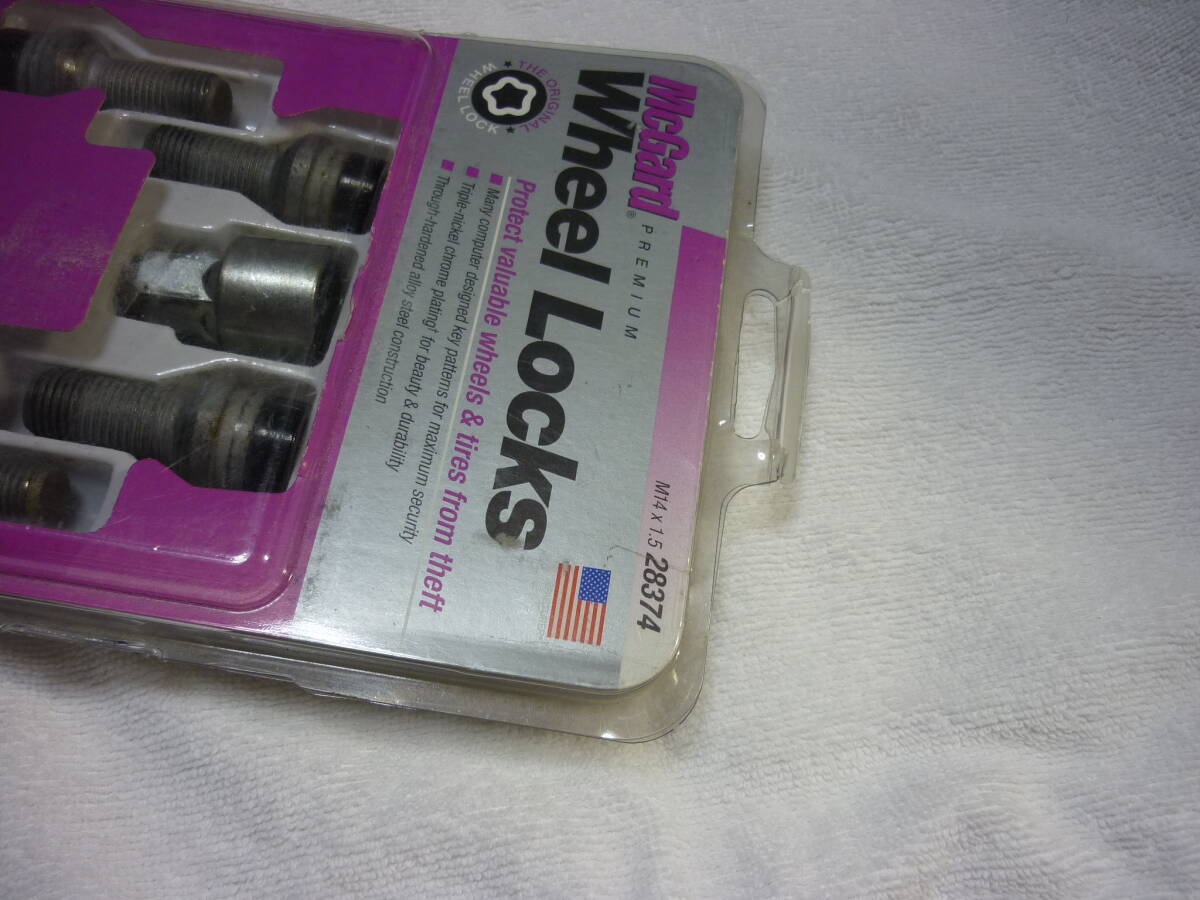 McGard®
PREMIUM
Wheel Locks
THE ORIGINAL
WHEEL LOCK
Protect valuable wheels & tires from theft
■ Many computer designed key patterns for maximum security
■ Triple-nickel chrome plating† for beauty & durability
■ Through-hardened alloy steel construction
M14 x 1.5 28374